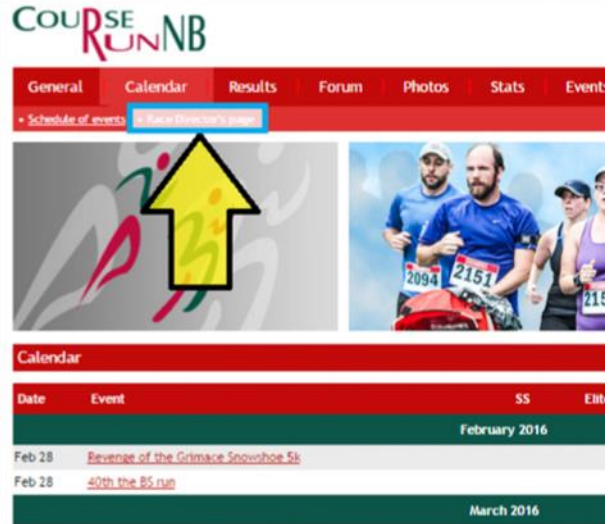 COURSE
RUNNB
General Calendar Results Forum Photos Stats Events
• Schedule of events • Race Director's page
2094 2151 215
Calendar
Date Event SS Elite
February 2016
Feb 28 Revenge of the Grimace Snowshoe 5k
Feb 28 40th the BS run
March 2016